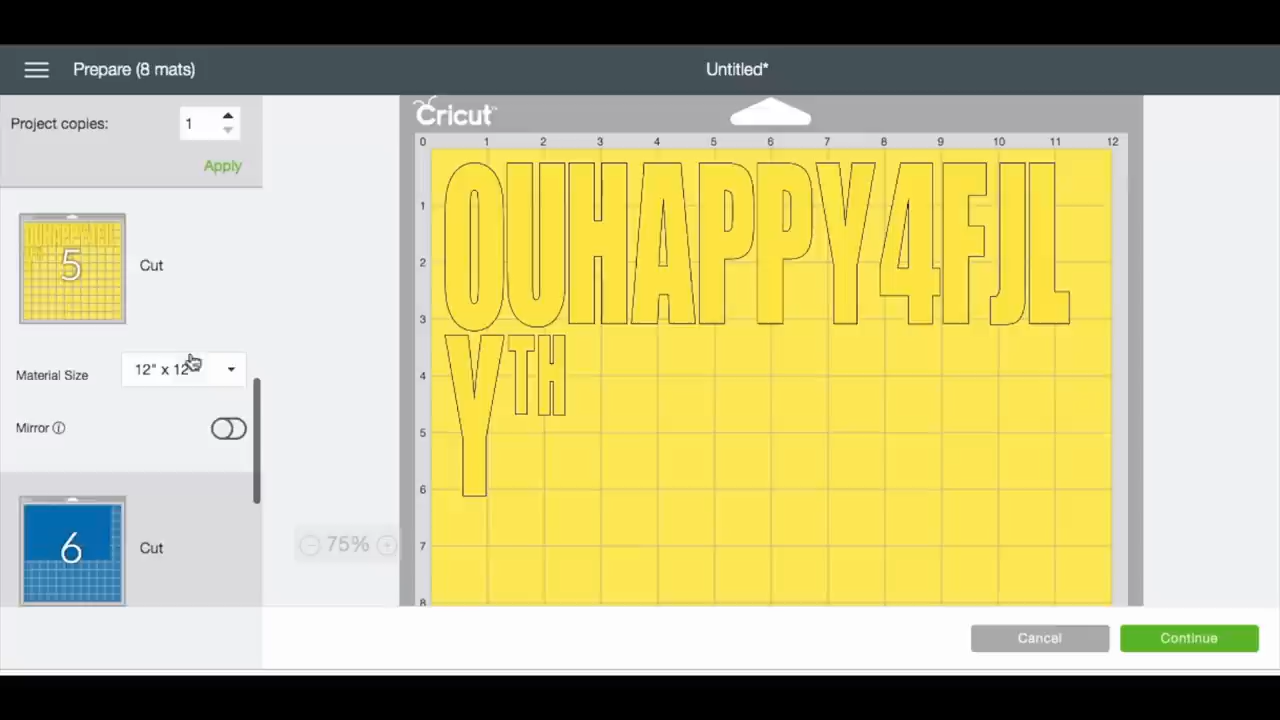 Prepare (8 mats)
Untitled*
Project copies:
1
Apply
5
Cut
Material Size
12" x 12"
Mirror ⓘ
6
Cut
75%
Cricut
0 1 2 3 4 5 6 7 8 9 10 11 12
1
2
3
4
5
6
7
8
OUHAPPY4FJL
YTH
Cancel
Continue